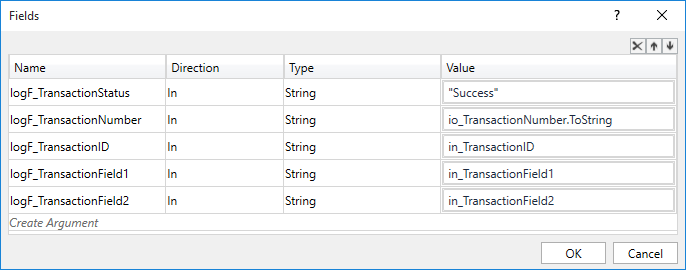 Fields
Name Direction Type Value
logF_TransactionStatus In String "Success"
logF_TransactionNumber In String io_TransactionNumber.ToString
logF_TransactionID In String in_TransactionID
logF_TransactionField1 In String in_TransactionField1
logF_TransactionField2 In String in_TransactionField2
Create Argument
OK Cancel